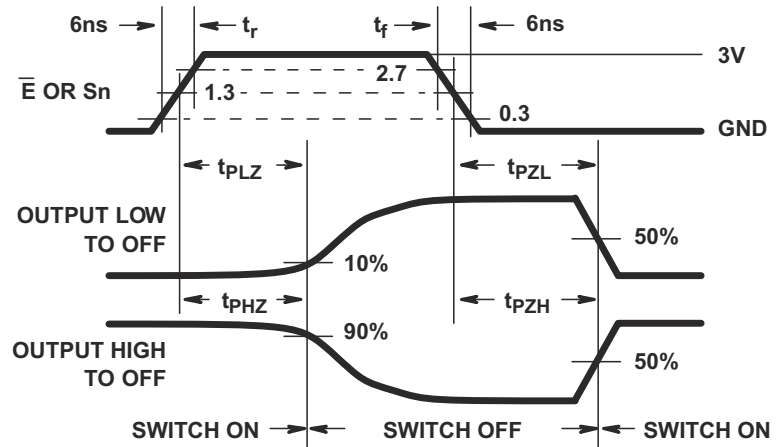 6ns tr tf 6ns
3V
E OR Sn 1.3 2.7 0.3
GND
tPLZ tPZL
OUTPUT LOW
TO OFF
10% 50%
tPHZ tPZH
OUTPUT HIGH
TO OFF
90% 50%
SWITCH ON SWITCH OFF SWITCH ON